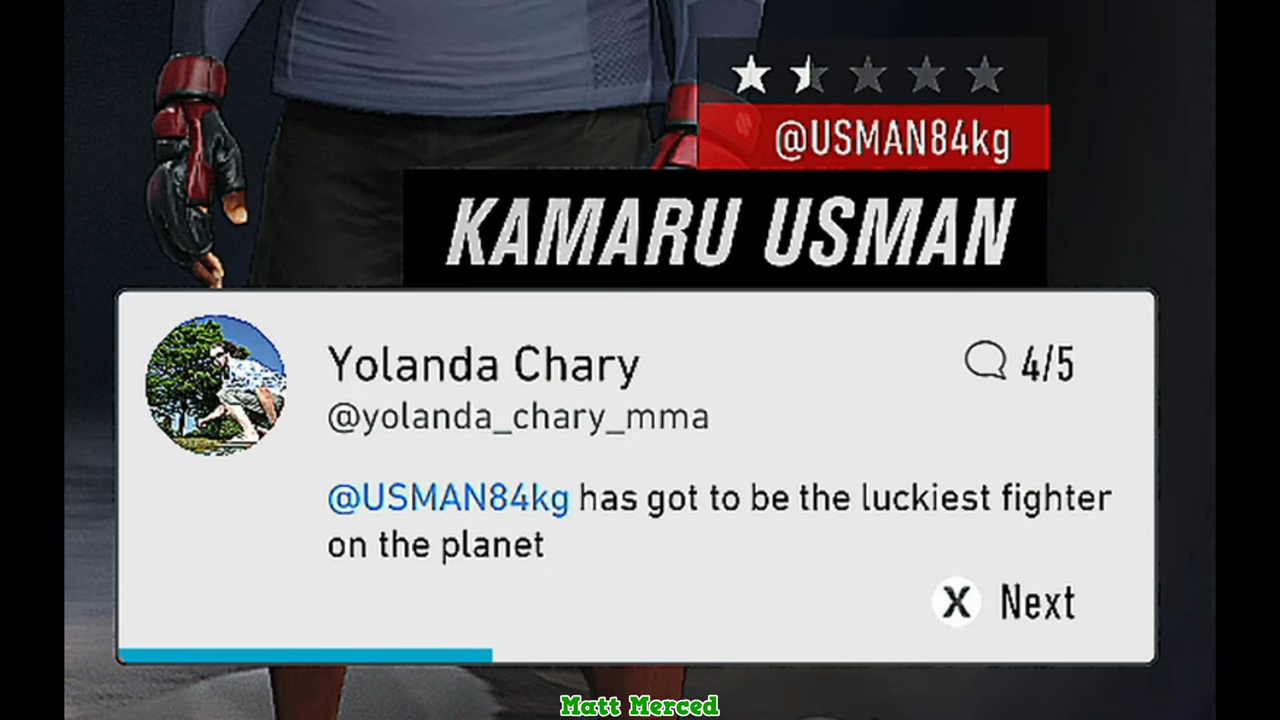 @USMAN84kg
KAMARU USMAN
Yolanda Chary
4/5
@yolanda_chary_mma
@USMAN84kg has got to be the luckiest fighter
on the planet
X Next
Matt Merced